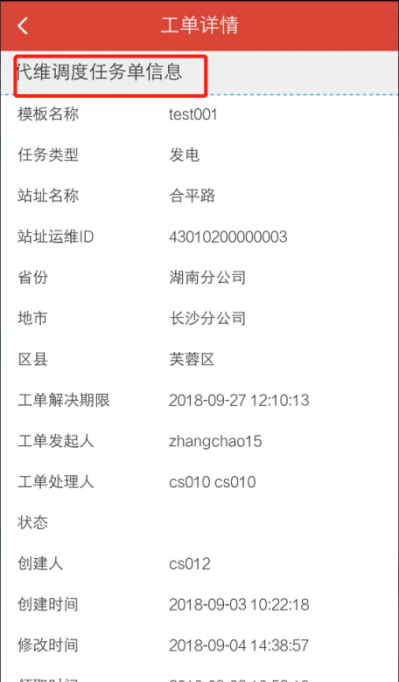 工单详情
代维调度任务单信息
模板名称 test001
任务类型 发电
站址名称 合平路
站址运维ID 43010200000003
省份 湖南分公司
地市 长沙分公司
区县 芙蓉区
工单解决期限 2018-09-27 12:10:13
工单发起人 zhangchao15
工单处理人 cs010 cs010
状态
创建人 cs012
创建时间 2018-09-03 10:22:18
修改时间 2018-09-04 14:38:57